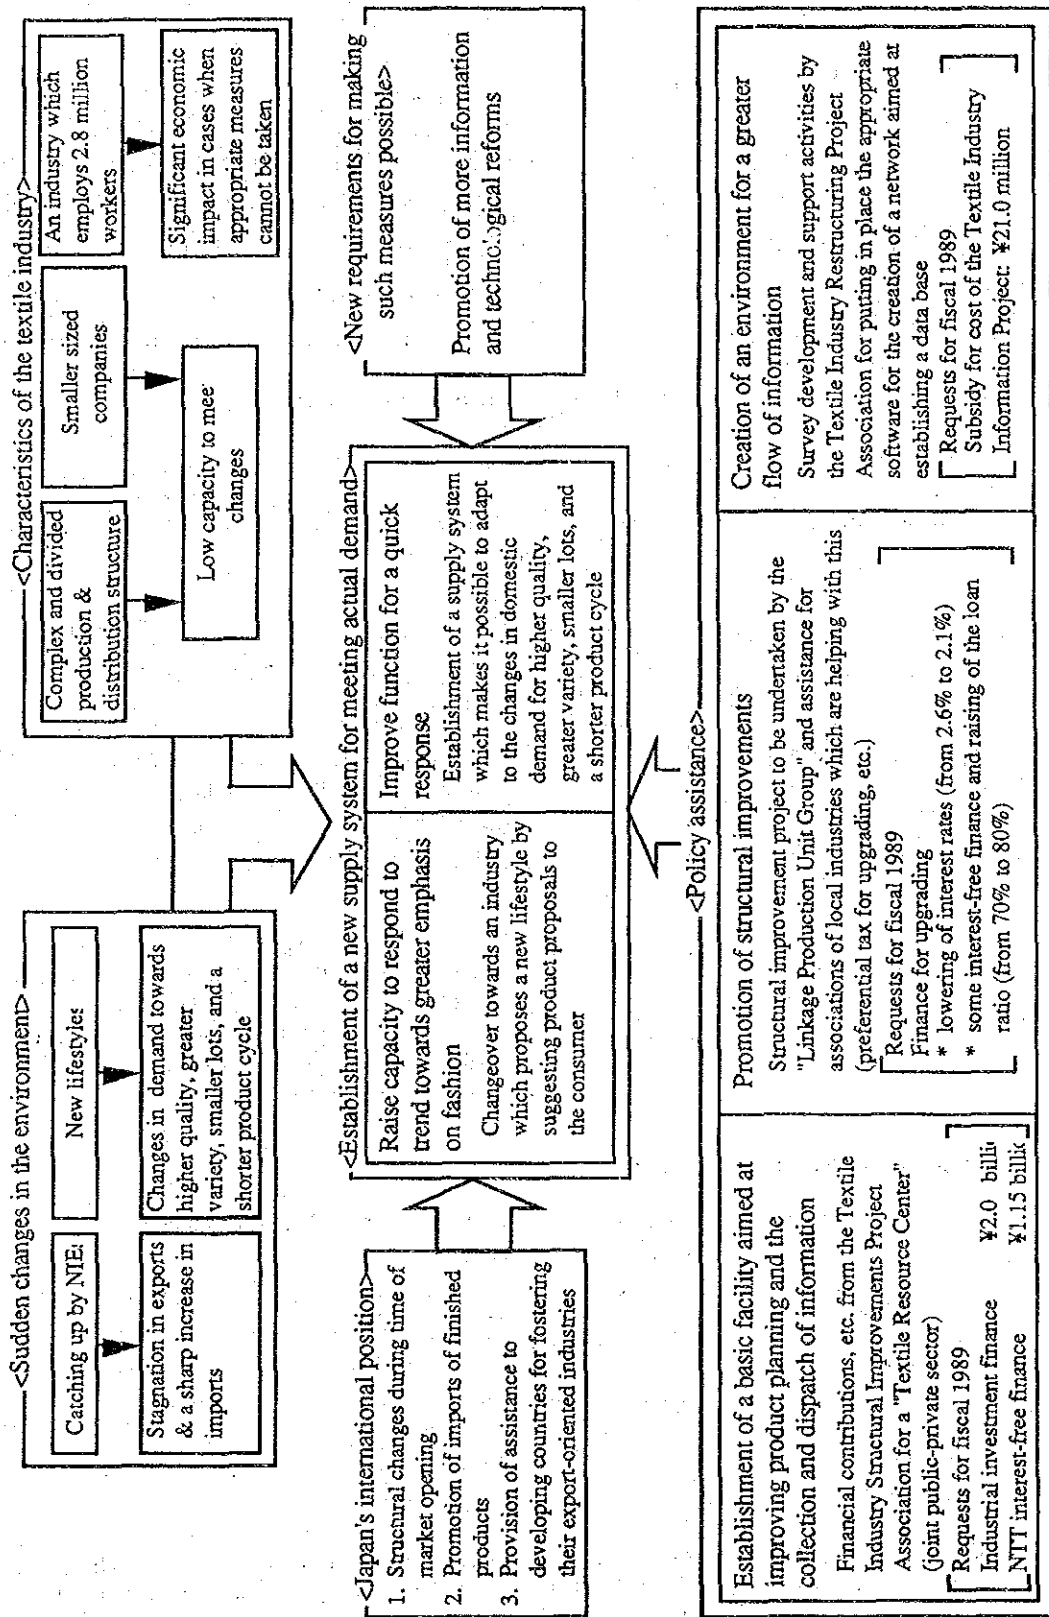 <Sudden changes in the environment>
Catching up by NIEs
Stagnation in exports
& a sharp increase in
imports
New lifestyles
Changes in demand towards
higher quality, greater
variety, smaller lots, and a
shorter product cycle
<Characteristics of the textile industry>
Complex and divided
production &
distribution structure
Smaller sized
companies
Low capacity to mee
changes
An industry which
employs 2.8 million
workers
Significant economic
impact in cases when
appropriate measures
cannot be taken
<Japan's international position>
1. Structural changes during time of
market opening
2. Promotion of imports of finished
products
3. Provision of assistance to
developing countries for fostering
their export-oriented industries
<Establishment of a new supply system for meeting actual demand>
Raise capacity to respond to
trend towards greater emphasis
on fashion
Changeover towards an industry
which proposes a new lifestyle by
suggesting product proposals to
the consumer
Improve function for a quick
response
Establishment of a supply system
which makes it possible to adapt
to the changes in domestic
demand for higher quality,
greater variety, smaller lots, and
a shorter product cycle
<New requirements for making
such measures possible>
Promotion of more information
and technological reforms
<Policy assistance>
Establishment of a basic facility aimed at
improving product planning and the
collection and dispatch of information
Financial contributions, etc. from the Textile
Industry Structural Improvements Project
Association for a "Textile Resource Center"
(joint public-private sector)
Requests for fiscal 1989
Industrial investment finance ¥2.0 billi
NTT interest-free finance ¥1.15 billi
Promotion of structural improvements
Structural improvement project to be undertaken by the
"Linkage Production Unit Group" and assistance for
associations of local industries which are helping with this
(preferential tax for upgrading, etc.)
Requests for fiscal 1989
Finance for upgrading
* lowering of interest rates (from 2.6% to 2.1%)
* some interest-free finance and raising of the loan
ratio (from 70% to 80%)
Creation of an environment for a greater
flow of information
Survey development and support activities by
the Textile Industry Restructuring Project
Association for putting in place the appropriate
software for the creation of a network aimed at
establishing a data base
Requests for fiscal 1989
Subsidy for cost of the Textile Industry
Information Project: ¥21.0 million